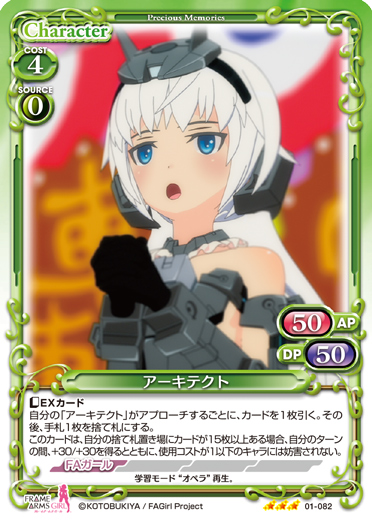 Precious Memories
Character
COST
4
SOURCE
0
50 AP
DP 50
アーキテクト
EXカード
自分の「アーキテクト」がアプローチするごとに、カードを1枚引く。その
後、手札1枚を捨て札にする。
このカードは、自分の捨て札置き場にカードが15枚以上ある場合、自分のターン
の間、+30/+30を得るとともに、使用コストが1以下のキャラには妨害されない。
FAガール
学習モード“オペラ”再生。
FRAME
ARMS GIRL
©KOTOBUKIYA / FAGirl Project
01-082